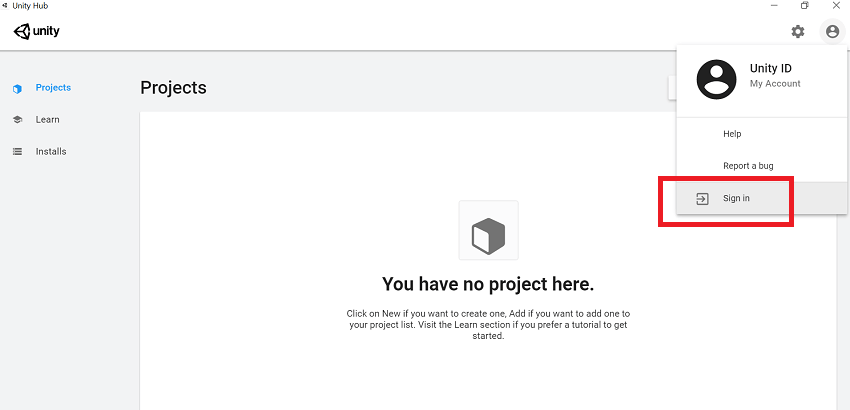 Unity Hub
unity
Unity ID
My Account
Projects
Learn
Installs
Projects
Help
Report a bug
Sign in
You have no project here.
Click on New if you want to create one, Add if you want to add one to
your project list. Visit the Learn section if you prefer a tutorial to get
started.